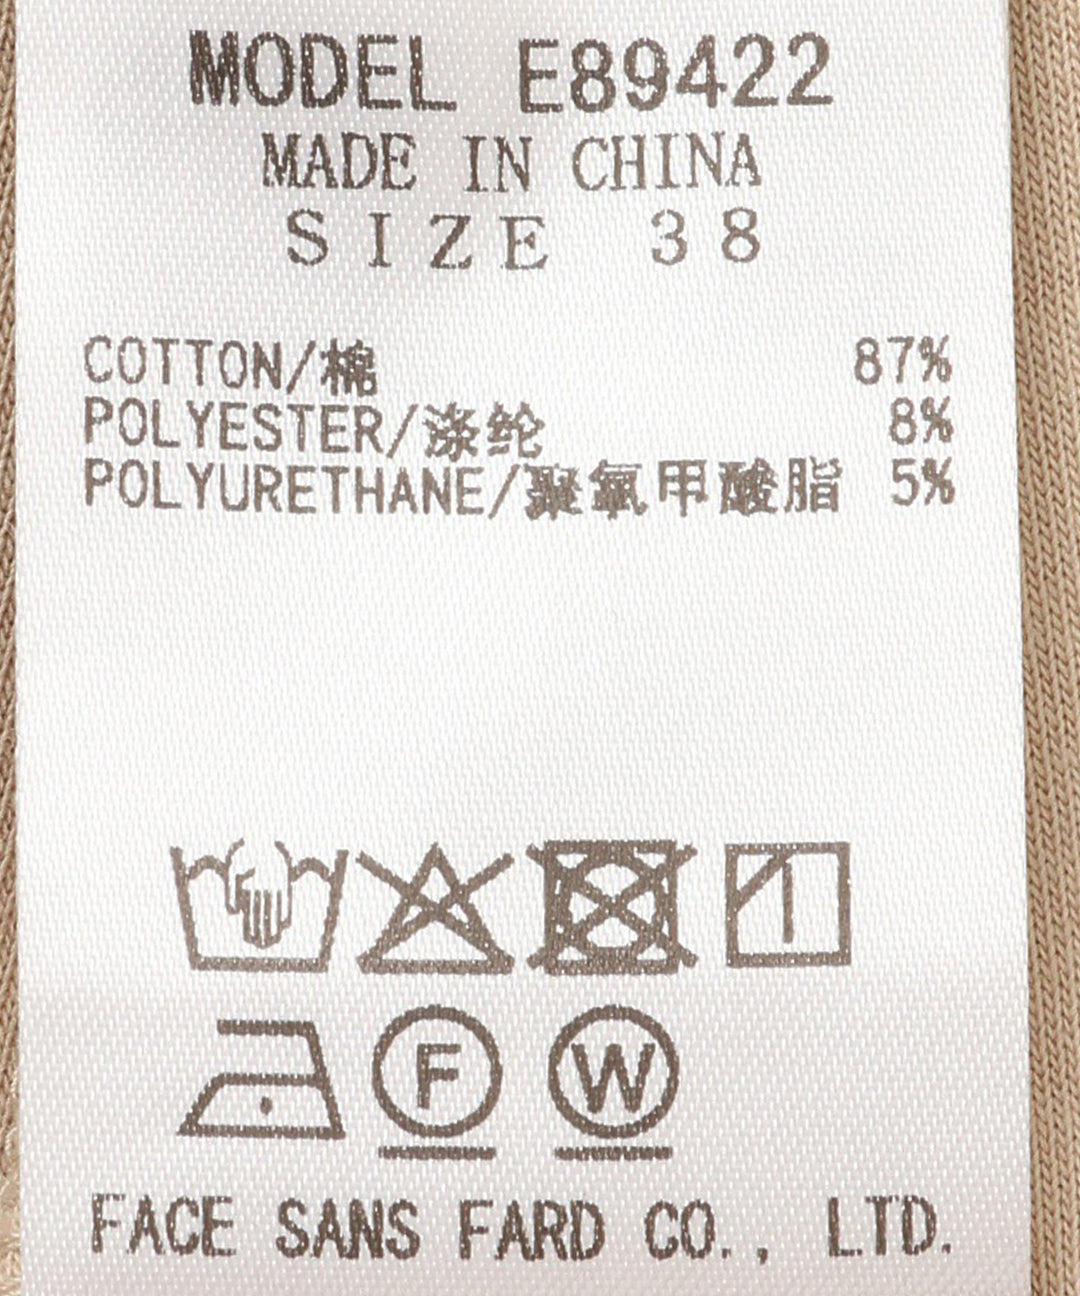 MODEL E89422
MADE IN CHINA
SIZE 38
COTTON/棉 87%
POLYESTER/涤纶 8%
POLYURETHANE/聚氧甲酸脂 5%
F W
FACE SANS FARD CO., LTD.